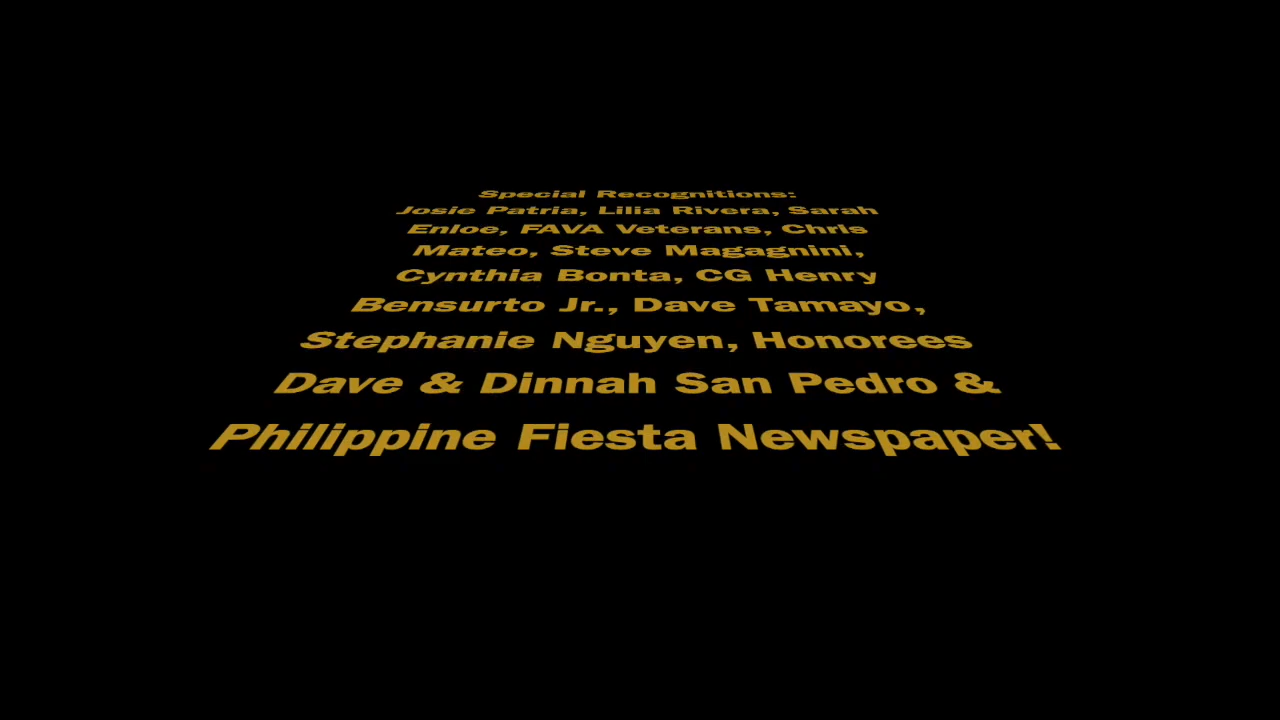 Special Recognitions:
Josie Patria, Lilia Rivera, Sarah
Enloe, FAVA Veterans, Chris
Mateo, Steve Magagnini,
Cynthia Bonta, CG Henry
Bensurto Jr., Dave Tamayo,
Stephanie Nguyen, Honorees
Dave & Dinnah San Pedro &
Philippine Fiesta Newspaper!